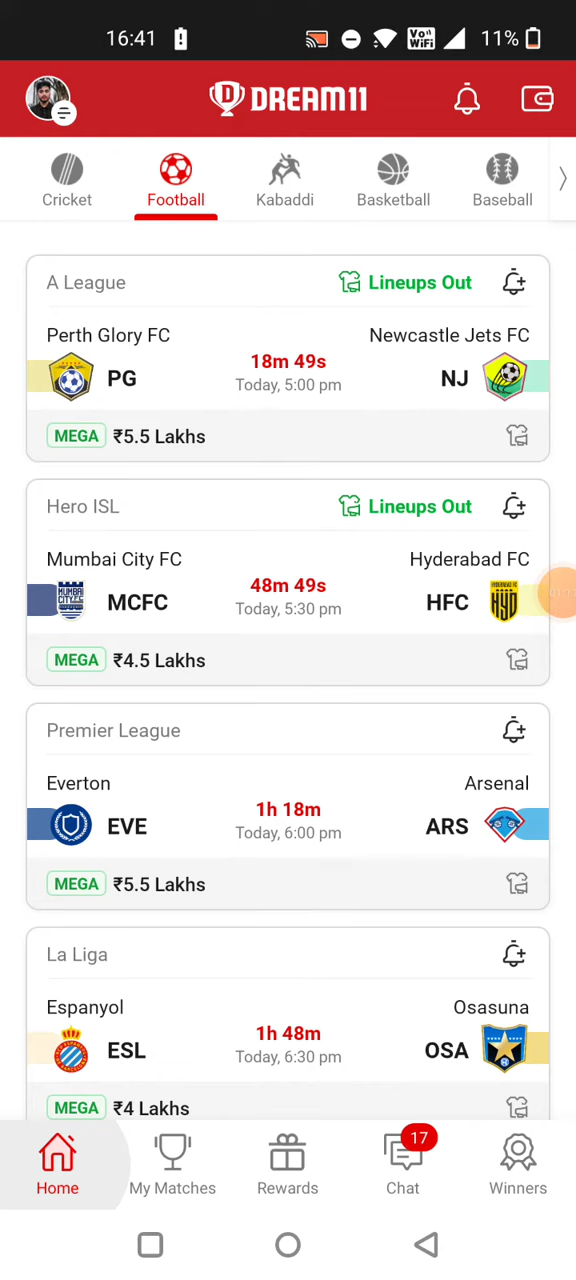 16:41
Vo)) WiFi
11%
DREAM11
Cricket
Football
Kabaddi
Basketball
Baseball
A League
Lineups Out
Perth Glory FC
Newcastle Jets FC
PG
18m 49s
Today, 5:00 pm
NJ
MEGA ₹5.5 Lakhs
Hero ISL
Lineups Out
Mumbai City FC
Hyderabad FC
MUMBAI CITY FC
MCFC
48m 49s
Today, 5:30 pm
HFC
HYD
MEGA ₹4.5 Lakhs
Premier League
Everton
Arsenal
EVE
1h 18m
Today, 6:00 pm
ARS
MEGA ₹5.5 Lakhs
La Liga
Espanyol
Osasuna
ESL
1h 48m
Today, 6:30 pm
OSA
MEGA ₹4 Lakhs
17
Home
My Matches
Rewards
Chat
Winners